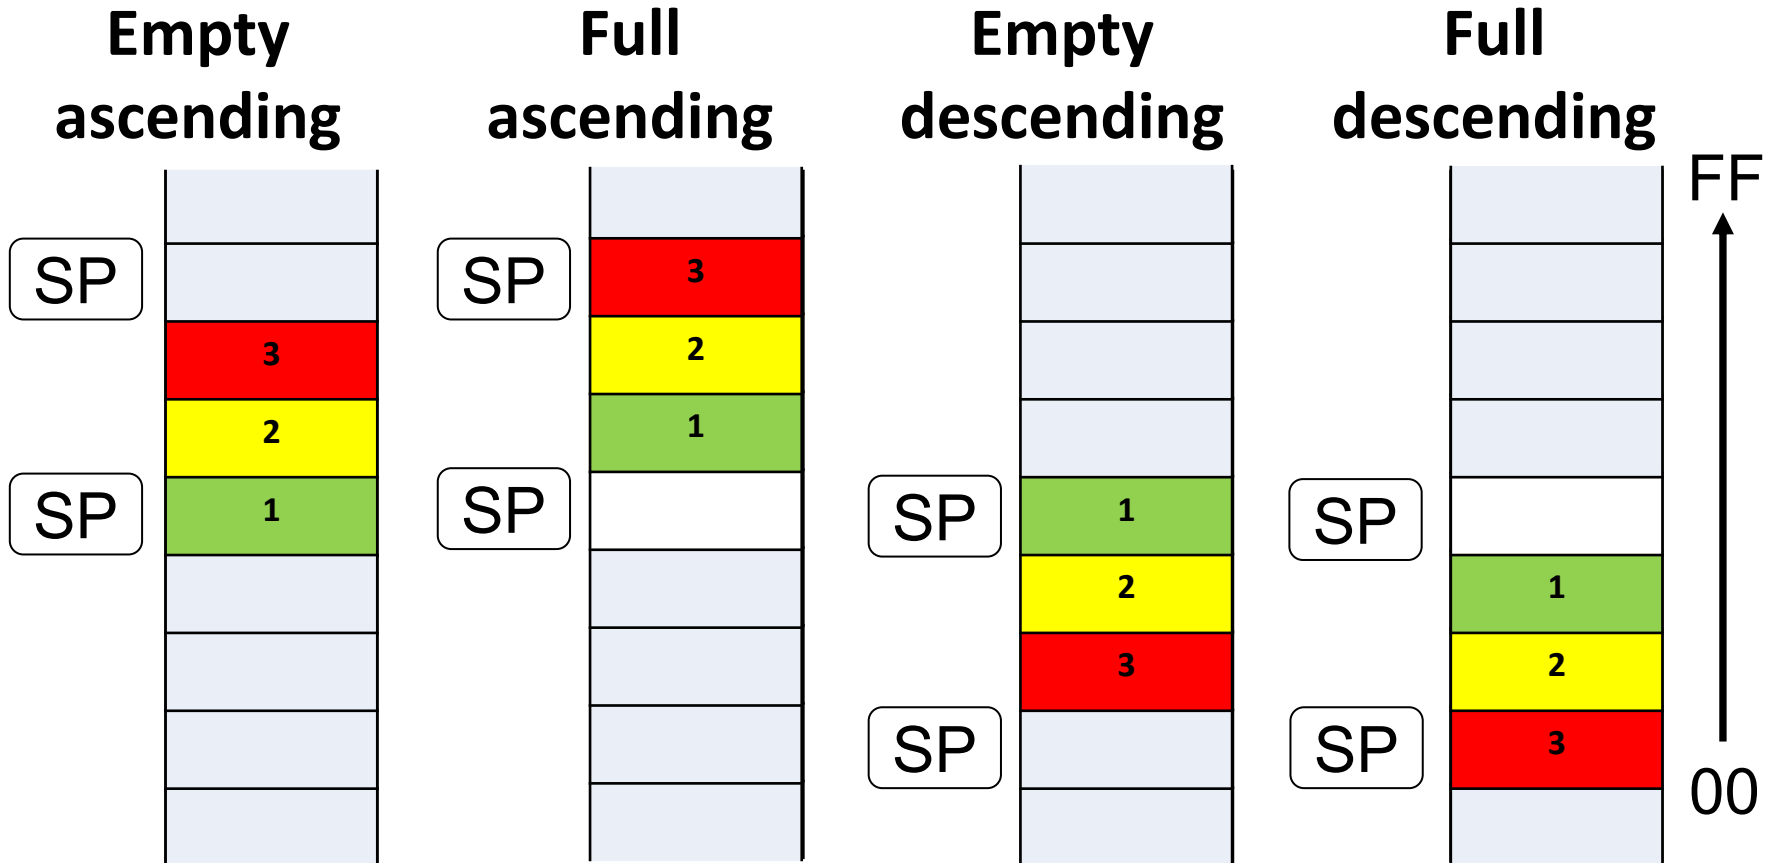 Empty
ascending
SP
3
2
SP
1
Full
ascending
SP
3
2
1
SP
Empty
descending
SP
1
2
3
SP
Full
descending
SP
1
2
SP
3
FF
00